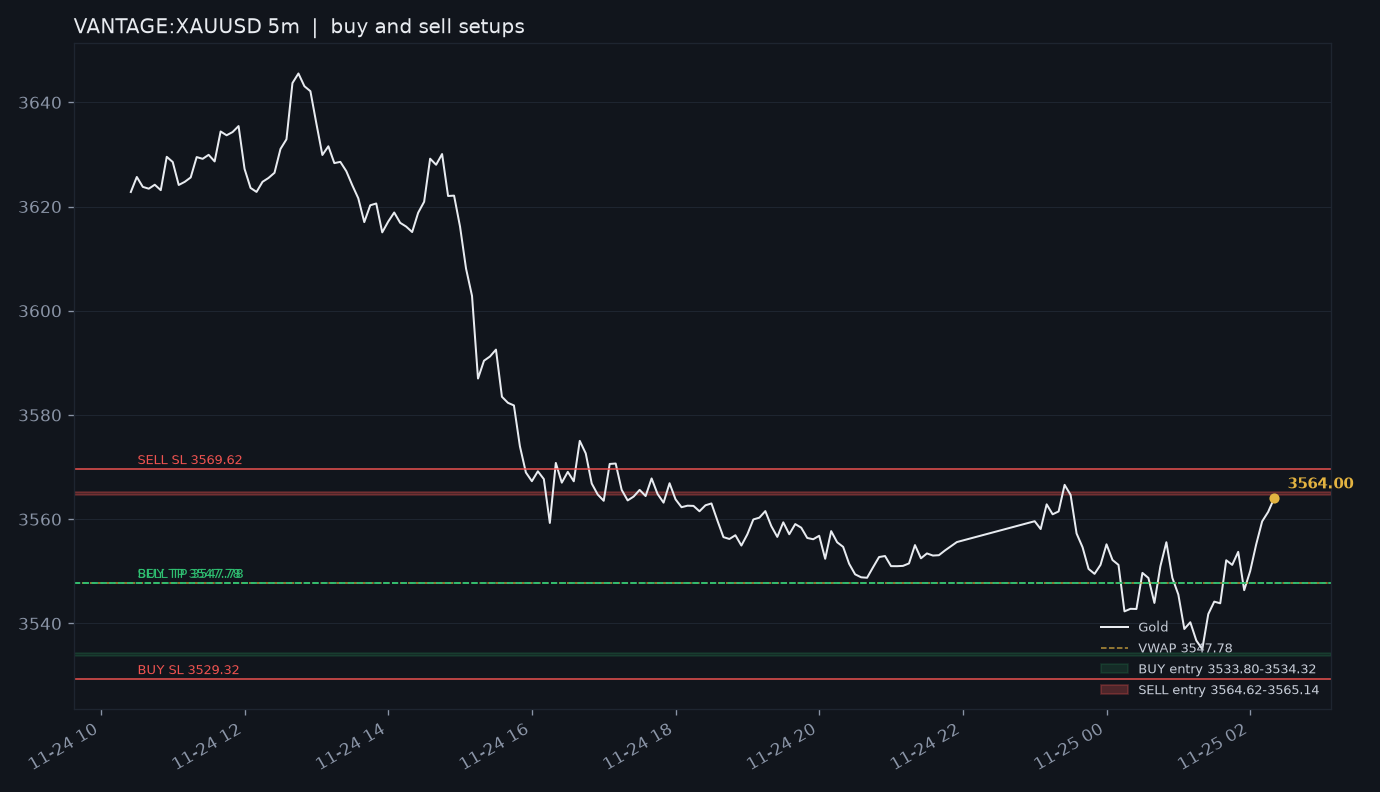 VANTAGE:XAUUSD 5m | buy and sell setups
3640
3620
3600
3580
3560
3540
SELL SL 3569.62
3564.00
3547.78
BUY SL 3529.32
Gold
VWAP 3547.78
BUY entry 3533.80-3534.32
SELL entry 3564.62-3565.14
11-24 10
11-24 12
11-24 14
11-24 16
11-24 18
11-24 20
11-24 22
11-25 00
11-25 02